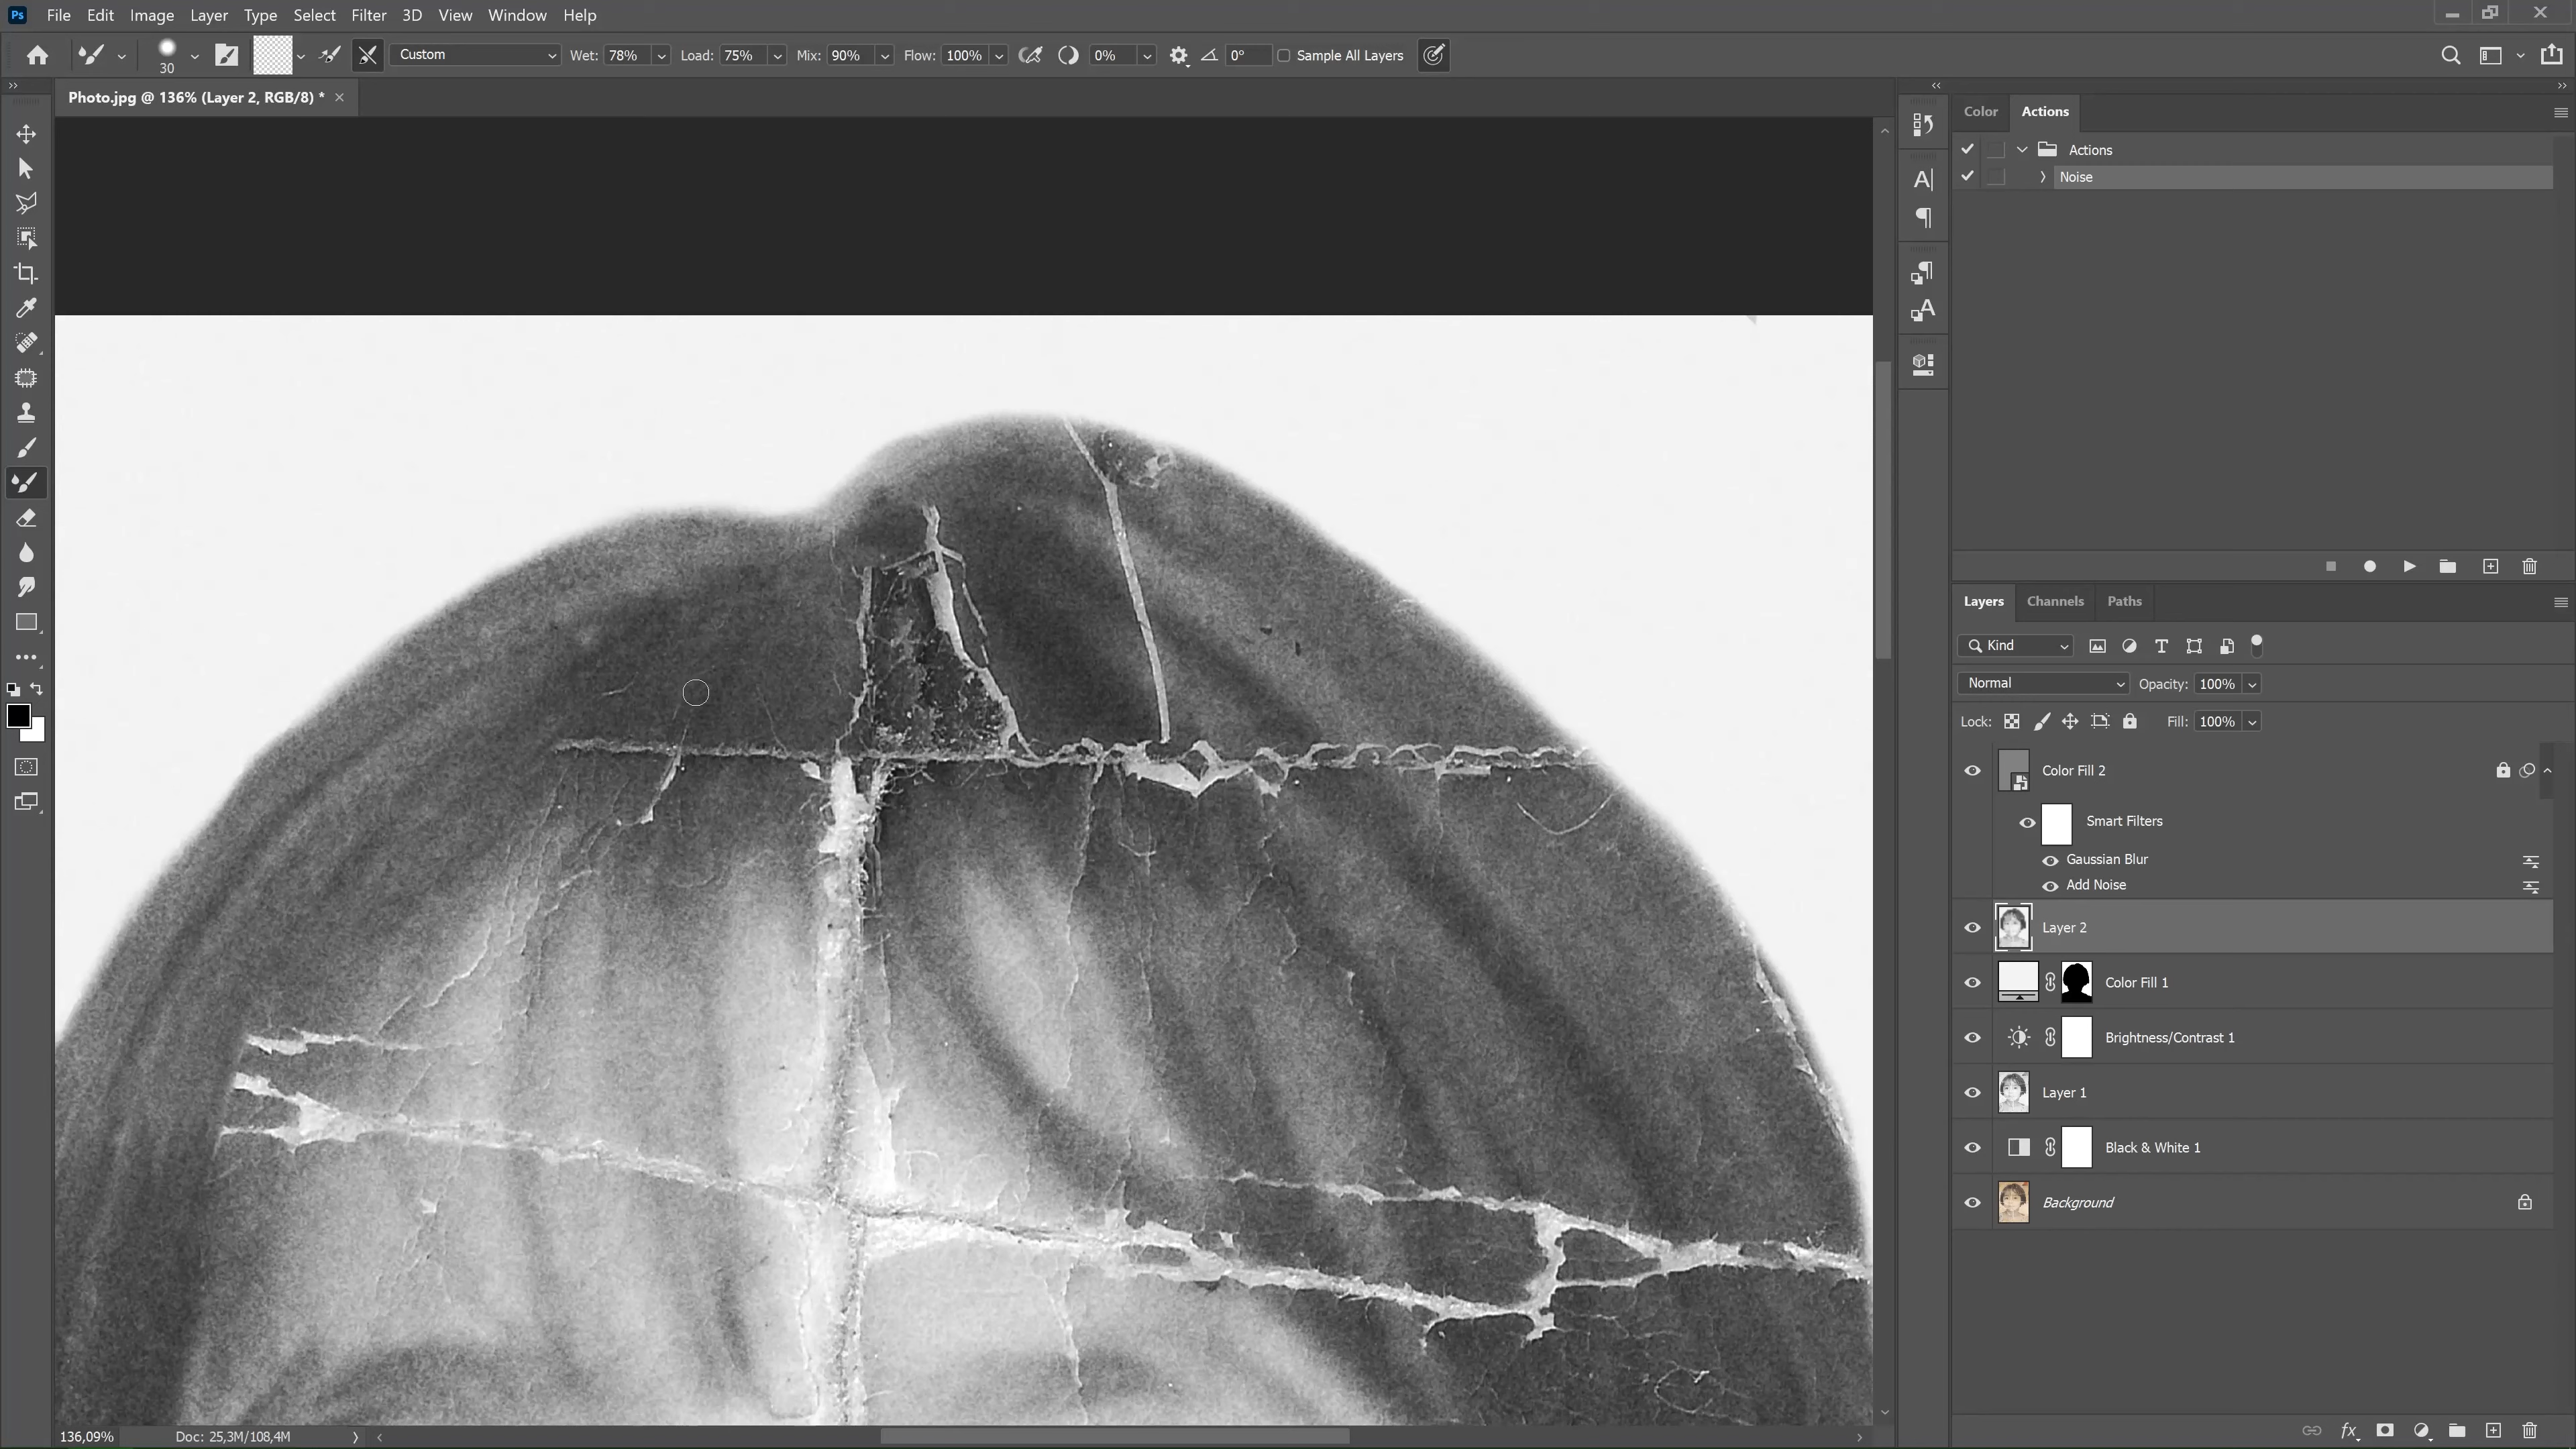 Ps File Edit Image Layer Type Select Filter 3D View Window Help
30 Custom Wet: 78% Load: 75% Mix: 90% Flow: 100% 0% 0° Sample All Layers
Photo.jpg @ 136% (Layer 2, RGB/8) *
Color Actions
Actions
Noise
Layers Channels Paths
Kind
Normal Opacity: 100%
Lock: Fill: 100%
Color Fill 2
Smart Filters
Gaussian Blur
Add Noise
Layer 2
Color Fill 1
Brightness/Contrast 1
Layer 1
Black & White 1
Background
136,09% Doc: 25,3M/108,4M
fx